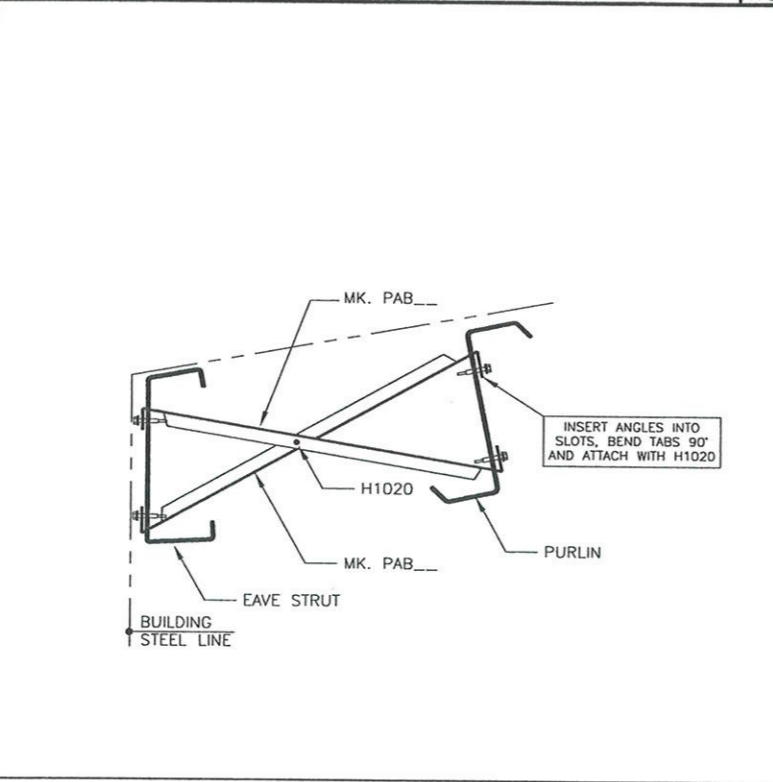 MK. PAB__
INSERT ANGLES INTO
SLOTS, BEND TABS 90°
AND ATTACH WITH H1020
H1020
PURLIN
MK. PAB__
EAVE STRUT
BUILDING
STEEL LINE